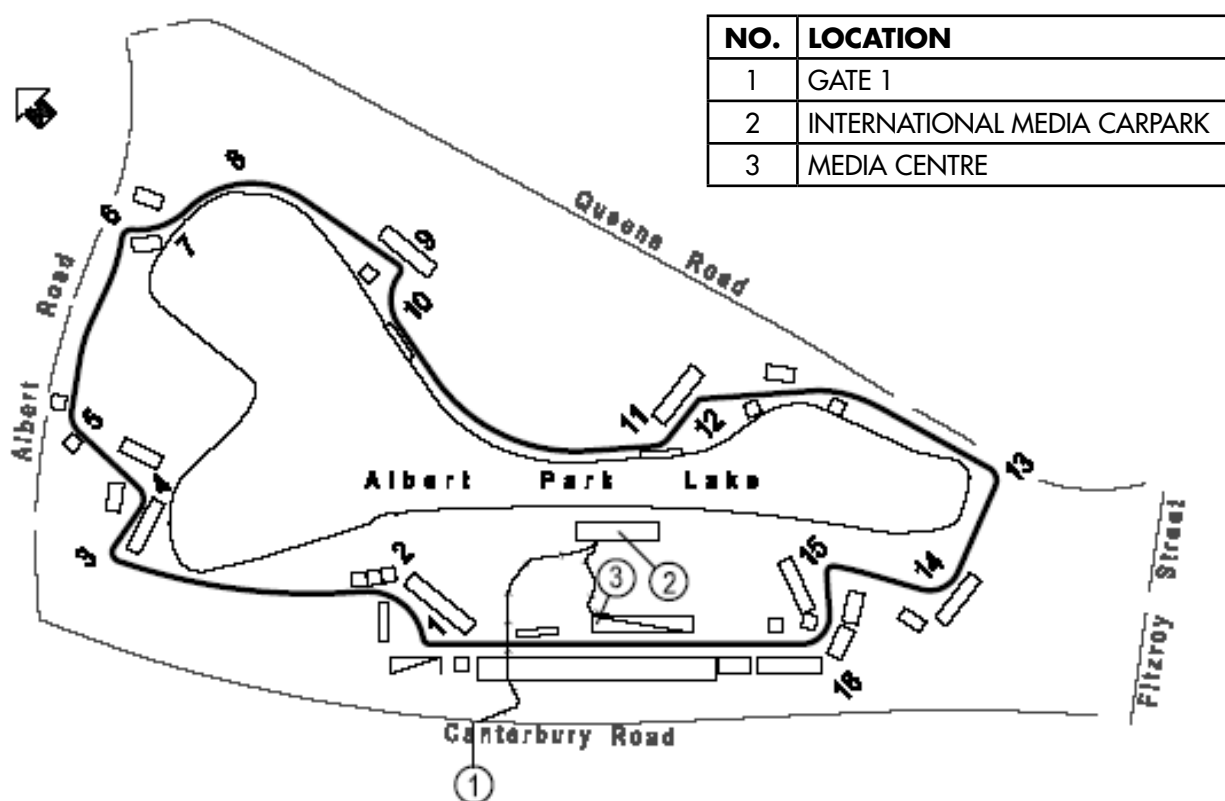 NO. LOCATION
1 GATE 1
2 INTERNATIONAL MEDIA CARPARK
3 MEDIA CENTRE
N
8
6
7
9
10
Queens Road
Albert Road
5
4
3
11
12
13
Albert Park Lake
2
1
3
2
15
14
16
Fitzroy Street
Canterbury Road
1